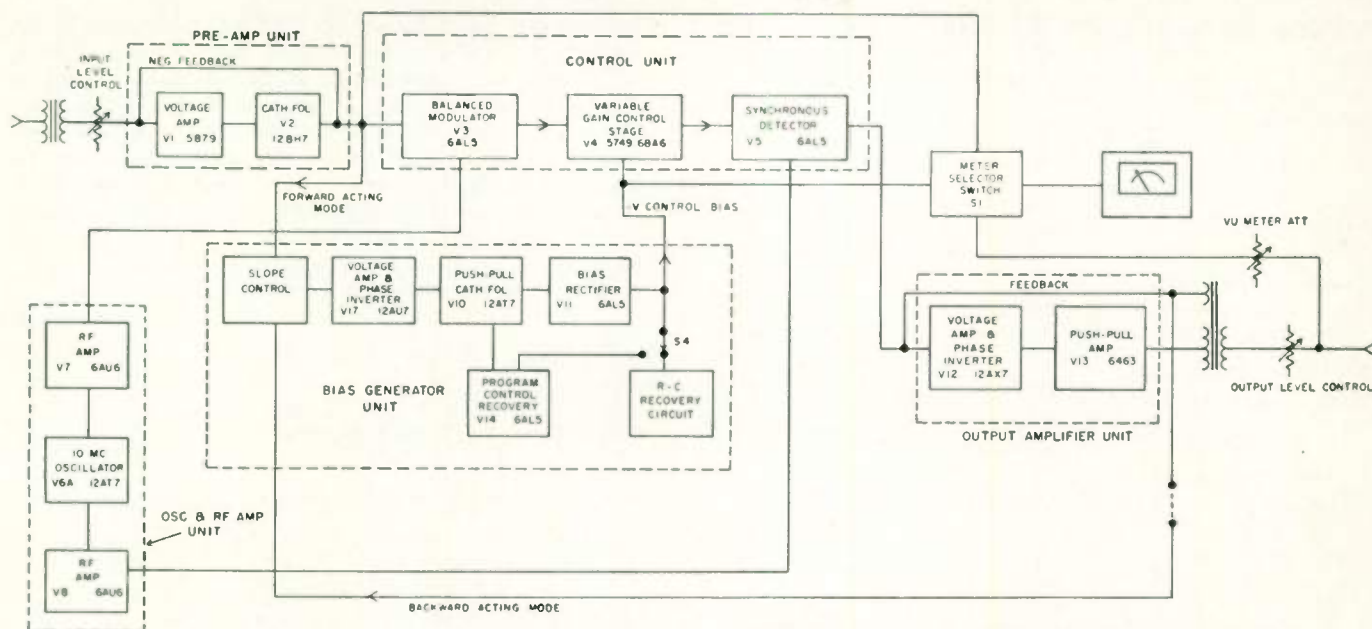 PRE-AMP UNIT
INPUT
LEVEL
CONTROL
NEG FEEDBACK
VOLTAGE
AMP
V1 5879
CATH FOL
V2
12BH7
CONTROL UNIT
BALANCED
MODULATOR
V3
6AL5
VARIABLE
GAIN CONTROL
STAGE
V4 5749 6BA6
SYNCHRONOUS
DETECTOR
V5 6AL5
METER
SELECTOR
SWITCH
S1
FORWARD ACTING
MODE
-V CONTROL BIAS
VU METER ATT
SLOPE
CONTROL
VOLTAGE
AMP &
PHASE
INVERTER
V17 12AU7
PUSH-PULL
CATH FOL
V10 12AT7
BIAS
RECTIFIER
V11 6AL5
S4
BIAS GENERATOR
UNIT
PROGRAM
CONTROL
RECOVERY
V14 6AL5
R-C
RECOVERY
CIRCUIT
FEEDBACK
VOLTAGE
AMP &
PHASE
INVERTER
V12 12AX7
PUSH-PULL
AMP
V13 6463
OUTPUT LEVEL CONTROL
OUTPUT AMPLIFIER UNIT
RF
AMP
V7 6AU6
10 MC
OSCILLATOR
V6A 12AT7
RF
AMP
V8 6AU6
OSC & RF AMP
UNIT
BACKWARD ACTING MODE